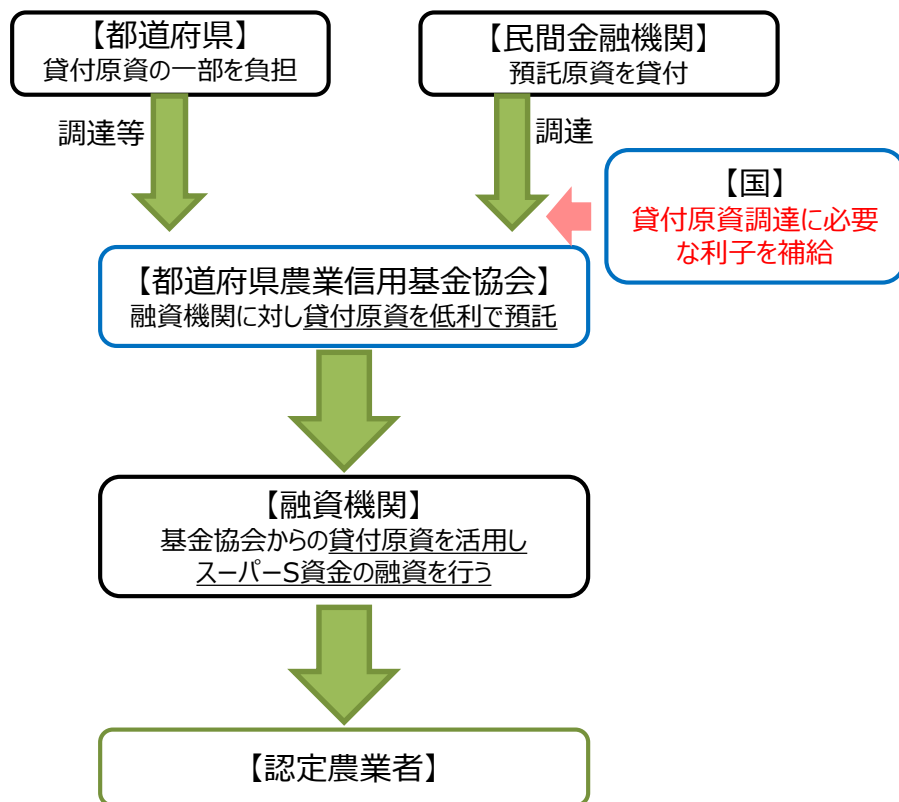 【都道府県】
貸付原資の一部を負担
【民間金融機関】
預託原資を貸付
調達等
調達
【国】
貸付原資調達に必要
な利子を補給
【都道府県農業信用基金協会】
融資機関に対し貸付原資を低利で預託
【融資機関】
基金協会からの貸付原資を活用し
スーパーS資金の融資を行う
【認定農業者】